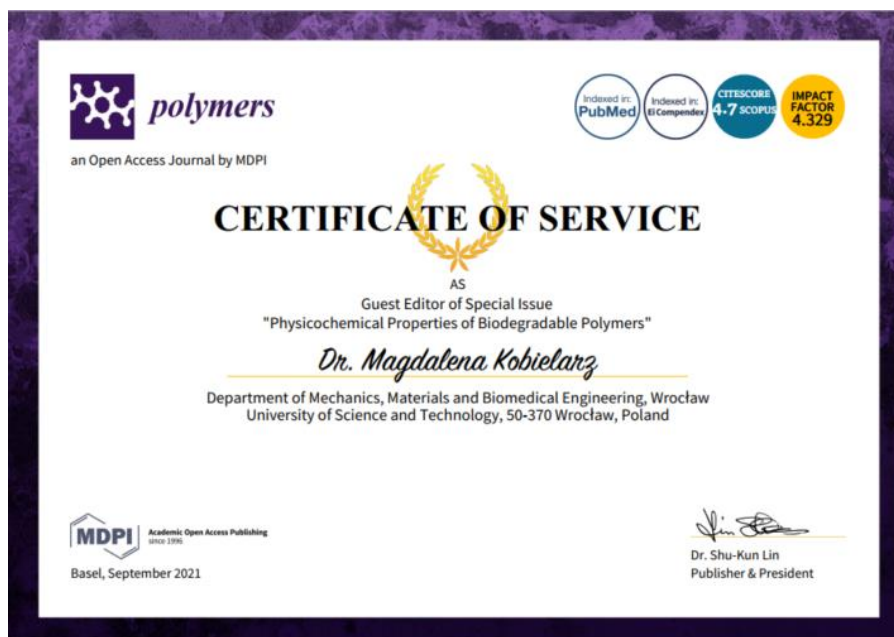 polymers
an Open Access Journal by MDPI
Indexed in:
PubMed
Indexed in:
Ei Compendex
CITESCORE
4.7 SCOPUS
IMPACT
FACTOR
4.329
CERTIFICATE OF SERVICE
AS
Guest Editor of Special Issue
"Physicochemical Properties of Biodegradable Polymers"
Dr. Magdalena Kobielarz
Department of Mechanics, Materials and Biomedical Engineering, Wrocław
University of Science and Technology, 50-370 Wrocław, Poland
MDPI
Academic Open Access Publishing
since 1996
Basel, September 2021
Dr. Shu-Kun Lin
Publisher & President